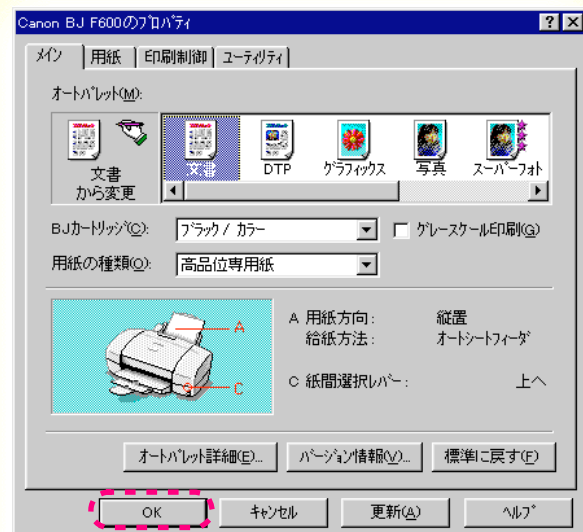 Canon BJ F600のﾌﾟﾛﾊﾟﾃｨ
ﾒｲﾝ 用紙 印刷制御 ﾕｰﾃｨﾘﾃｨ
ｵｰﾄﾊﾟﾚｯﾄ(M):
文書
から変更
文書 DTP ｸﾞﾗﾌｨｯｸｽ 写真 ｽｰﾊﾟｰﾌｫﾄ
BJｶｰﾄﾘｯｼﾞ(C): ﾌﾞﾗｯｸ / ｶﾗｰ ｸﾞﾚｰｽｹｰﾙ印刷(G)
用紙の種類(O): 高品位専用紙
A
C
A 用紙方向: 縦置
給紙方法: ｵｰﾄｼｰﾄﾌｨｰﾀﾞ
C 紙間選択ﾚﾊﾞｰ: 上へ
ｵｰﾄﾊﾟﾚｯﾄ詳細(E)... ﾊﾞｰｼﾞｮﾝ情報(V)... 標準に戻す(F)
OK ｷｬﾝｾﾙ 更新(A) ﾍﾙﾌﾟ